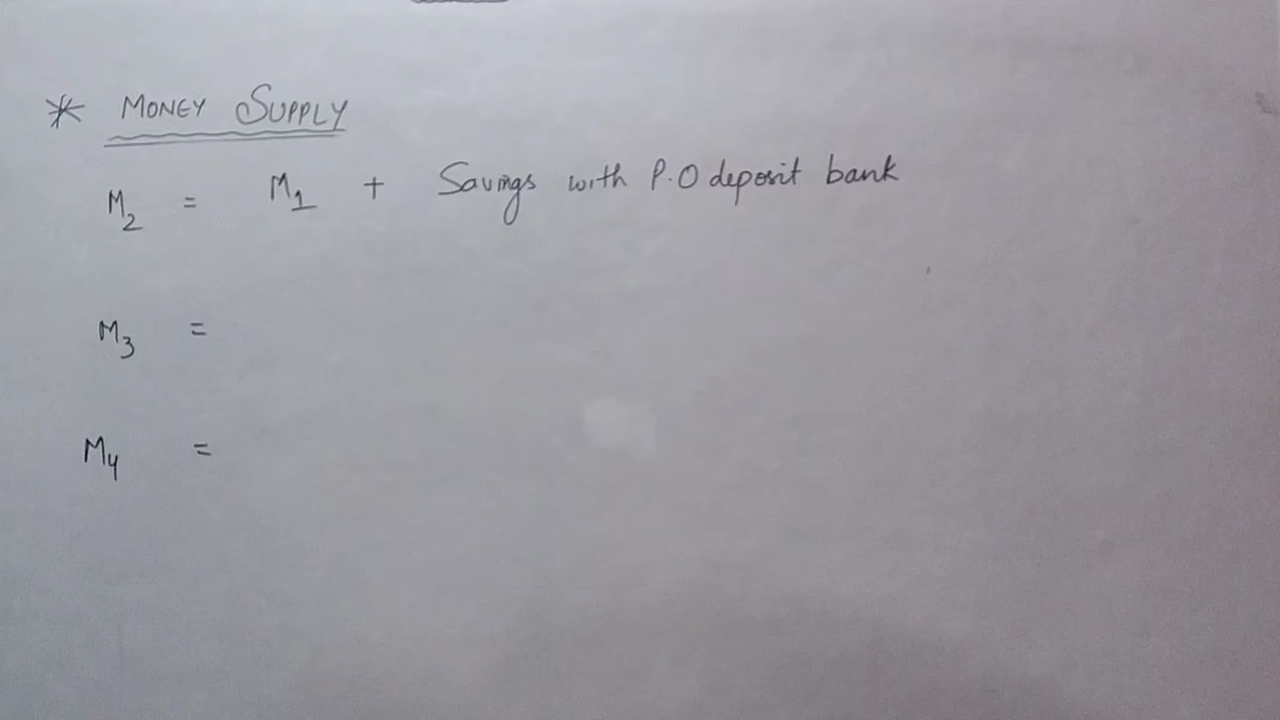 * MONEY SUPPLY
M2 = M1 + Savings with P.O deposit bank
M3 =
M4 =